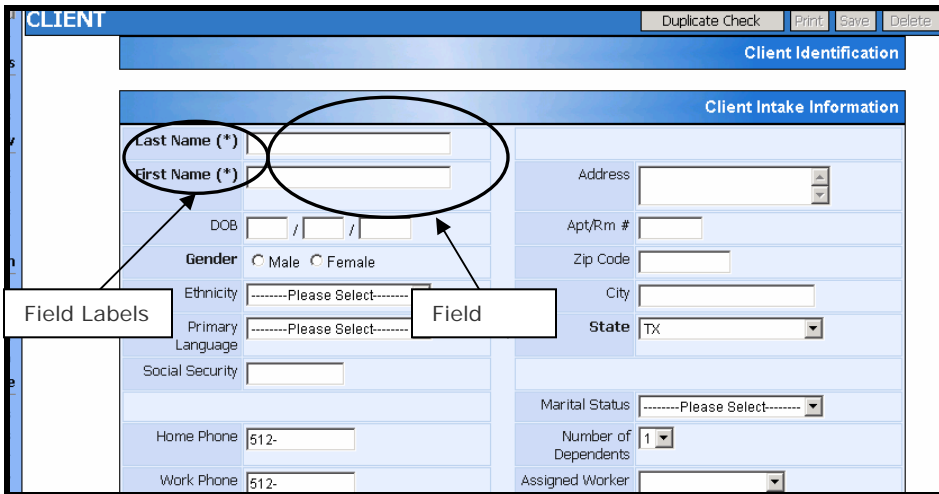 CLIENT
Duplicate Check Print Save Delete
Client Identification
Client Intake Information
Last Name (*)
First Name (*)
Address
DOB / /
Apt/Rm #
Gender Male Female
Zip Code
Ethnicity --------Please Select--------
City
Field Labels
Field
Primary Language --------Please Select--------
State TX
Social Security
Marital Status --------Please Select--------
Home Phone 512-
Number of Dependents 1
Work Phone 512-
Assigned Worker